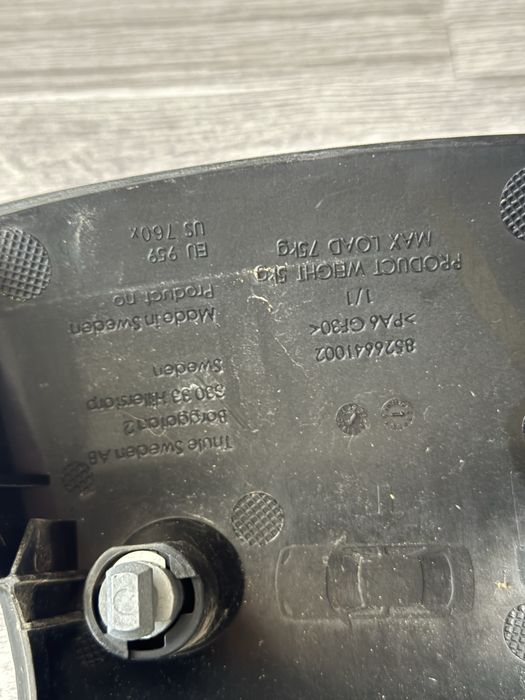 Thule Sweden AB
Borggatan 2
330 33 Hillerstorp
Sweden
Made in Sweden
Product no
EU 959
US 760x
8526641002
>PA6 GF30<
1/1
PRODUCT WEIGHT 5kg
MAX LOAD 75kg